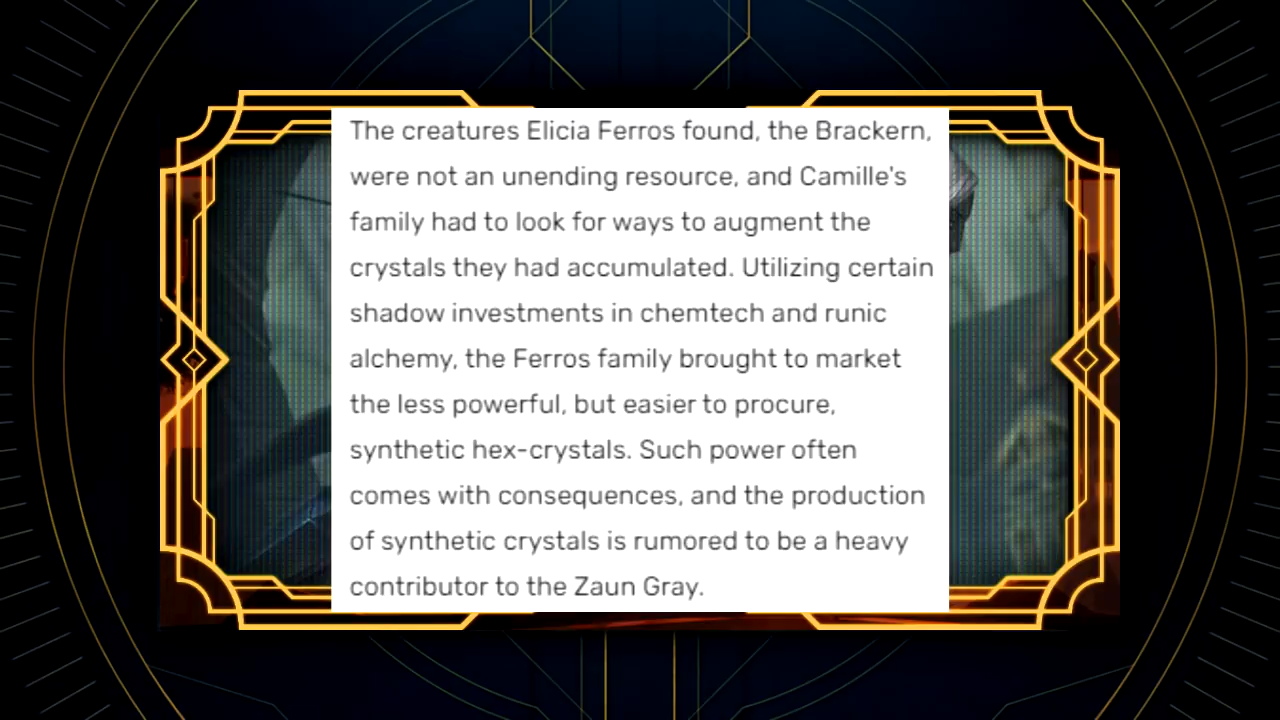 The creatures Elicia Ferros found, the Brackern,
were not an unending resource, and Camille's
family had to look for ways to augment the
crystals they had accumulated. Utilizing certain
shadow investments in chemtech and runic
alchemy, the Ferros family brought to market
the less powerful, but easier to procure,
synthetic hex-crystals. Such power often
comes with consequences, and the production
of synthetic crystals is rumored to be a heavy
contributor to the Zaun Gray.